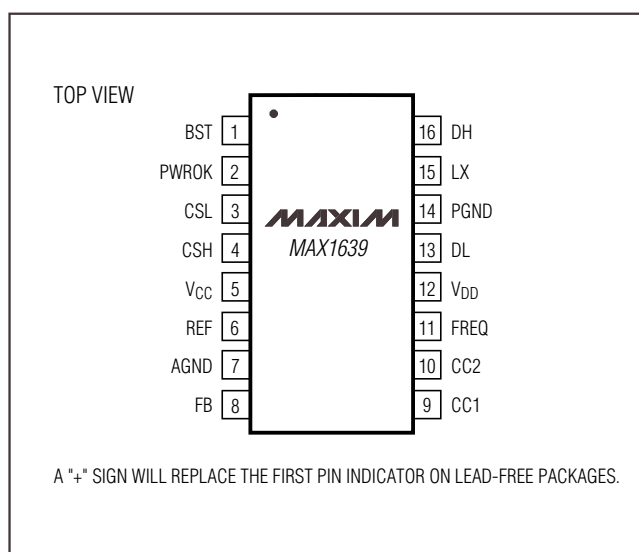 TOP VIEW
BST 1
PWROK 2
CSL 3
CSH 4
VCC 5
REF 6
AGND 7
FB 8
MAXIM
MAX1639
16 DH
15 LX
14 PGND
13 DL
12 VDD
11 FREQ
10 CC2
9 CC1
A "+" SIGN WILL REPLACE THE FIRST PIN INDICATOR ON LEAD-FREE PACKAGES.